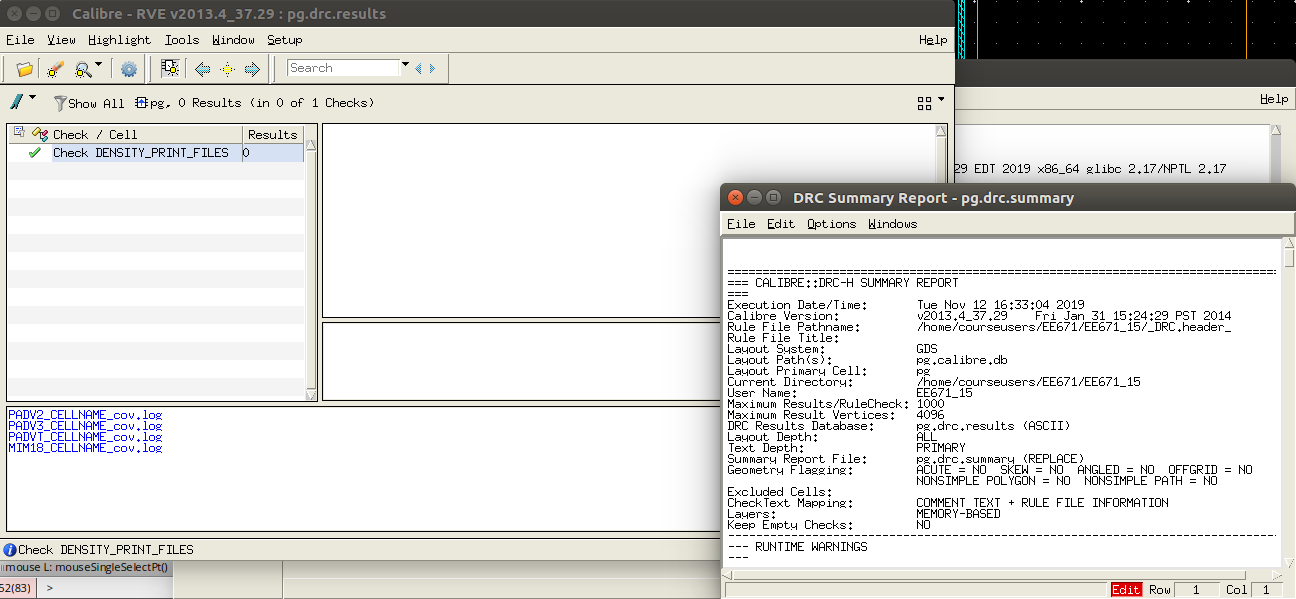 Calibre - RVE v2013.4_37.29 : pg.drc.results
File View Highlight Tools Window Setup Help
Search
Show All pg, 0 Results (in 0 of 1 Checks)
Check / Cell Results
Check DENSITY_PRINT_FILES 0
PADV2_CELLNAME_cov.log
PADV3_CELLNAME_cov.log
PADVT_CELLNAME_cov.log
MIM18_CELLNAME_cov.log
Check DENSITY_PRINT_FILES
mouse L: mouseSingleSelectPt()
52(83) >
Help
29 EDT 2019 x86_64 glibc 2.17/NPTL 2.17
DRC Summary Report - pg.drc.summary
File Edit Options Windows
==================================================================================
=== CALIBRE::DRC-H SUMMARY REPORT
===
Execution Date/Time: Tue Nov 12 16:33:04 2019
Calibre Version: v2013.4_37.29 Fri Jan 31 15:24:29 PST 2014
Rule File Pathname: /home/courseusers/EE671/EE671_15/_DRC.header_
Rule File Title:
Layout System: GDS
Layout Path(s): pg.calibre.db
Layout Primary Cell: pg
Current Directory: /home/courseusers/EE671/EE671_15
User Name: EE671_15
Maximum Results/RuleCheck: 1000
Maximum Result Vertices: 4096
DRC Results Database: pg.drc.results (ASCII)
Layout Depth: ALL
Text Depth: PRIMARY
Summary Report File: pg.drc.summary (REPLACE)
Geometry Flagging: ACUTE = NO SKEW = NO ANGLED = NO OFFGRID = NO
NONSIMPLE POLYGON = NO NONSIMPLE PATH = NO
Excluded Cells:
CheckText Mapping: COMMENT TEXT + RULE FILE INFORMATION
Layers: MEMORY-BASED
Keep Empty Checks: NO
----------------------------------------------------------------------------------
--- RUNTIME WARNINGS
---
Edit Row 1 Col 1